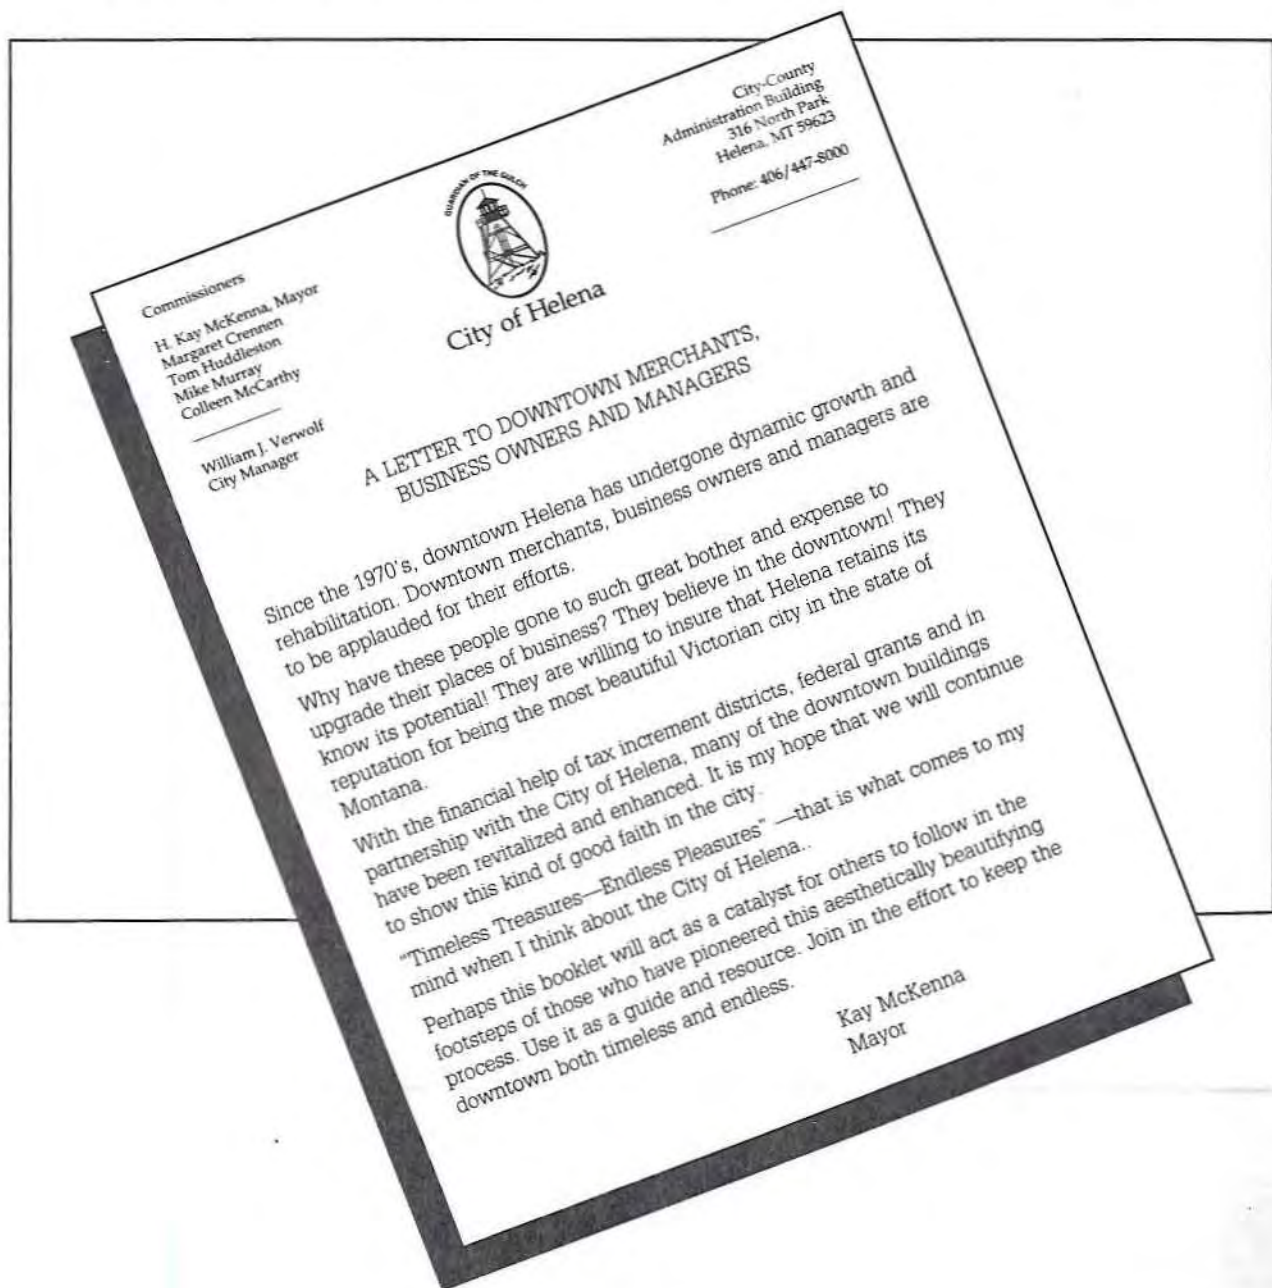 City-County
Administration Building
316 North Park
Helena, MT 59623
Phone: 406/447-8000
GUARDIAN OF THE GULCH
City of Helena
Commissioners
H. Kay McKenna, Mayor
Margaret Crennen
Tom Huddleston
Mike Murray
Colleen McCarthy
William J. Verwolf
City Manager
A LETTER TO DOWNTOWN MERCHANTS,
BUSINESS OWNERS AND MANAGERS
Since the 1970's, downtown Helena has undergone dynamic growth and
rehabilitation. Downtown merchants, business owners and managers are
to be applauded for their efforts.
Why have these people gone to such great bother and expense to
upgrade their places of business? They believe in the downtown! They
know its potential! They are willing to insure that Helena retains its
reputation for being the most beautiful Victorian city in the state of
Montana.
With the financial help of tax increment districts, federal grants and in
partnership with the City of Helena, many of the downtown buildings
have been revitalized and enhanced. It is my hope that we will continue
to show this kind of good faith in the city.
"Timeless Treasures—Endless Pleasures" —that is what comes to my
mind when I think about the City of Helena..
Perhaps this booklet will act as a catalyst for others to follow in the
footsteps of those who have pioneered this aesthetically beautifying
process. Use it as a guide and resource. Join in the effort to keep the
downtown both timeless and endless.
Kay McKenna
Mayor